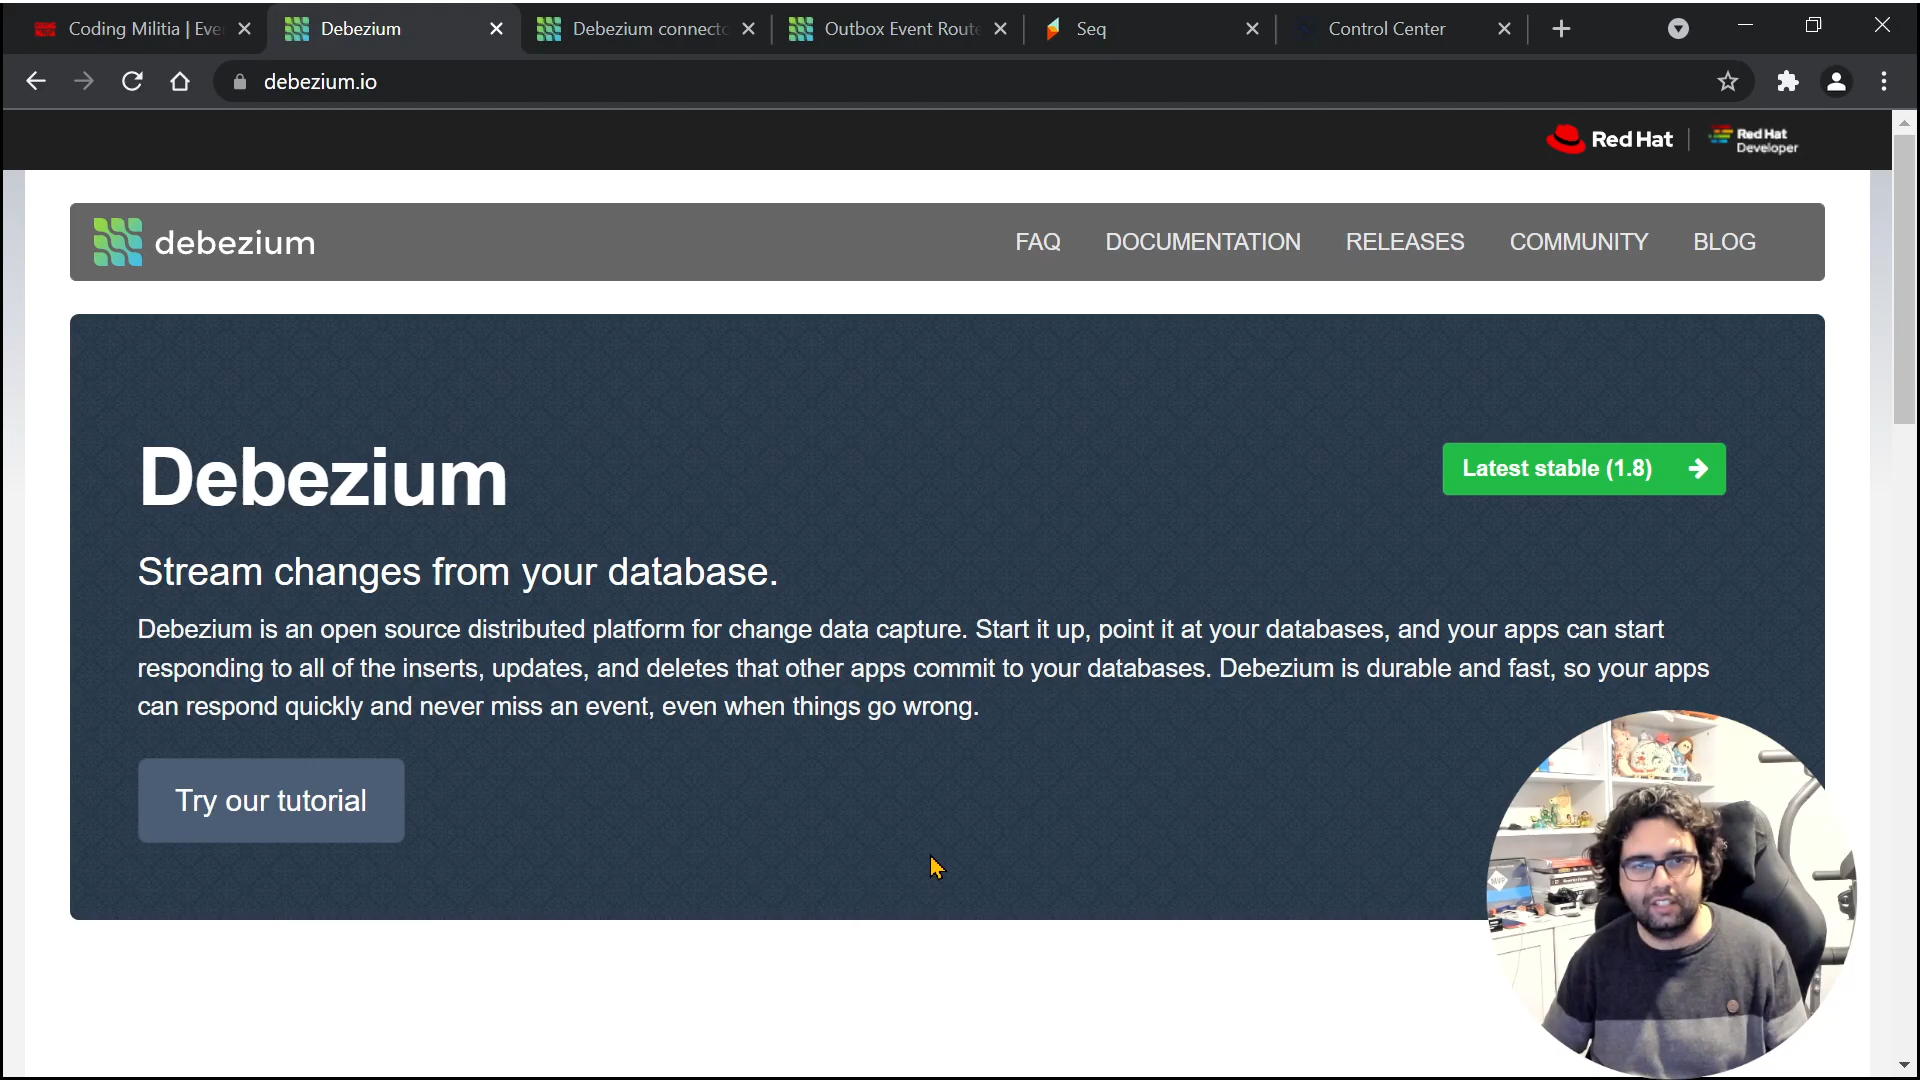 Coding Militia | Eve
Debezium
Debezium connecto
Outbox Event Route
Seq
Control Center
debezium.io
Red Hat
Red Hat
Developer
debezium
FAQ
DOCUMENTATION
RELEASES
COMMUNITY
BLOG
Debezium
Latest stable (1.8)
Stream changes from your database.
Debezium is an open source distributed platform for change data capture. Start it up, point it at your databases, and your apps can start
responding to all of the inserts, updates, and deletes that other apps commit to your databases. Debezium is durable and fast, so your apps
can respond quickly and never miss an event, even when things go wrong.
Try our tutorial
MVP